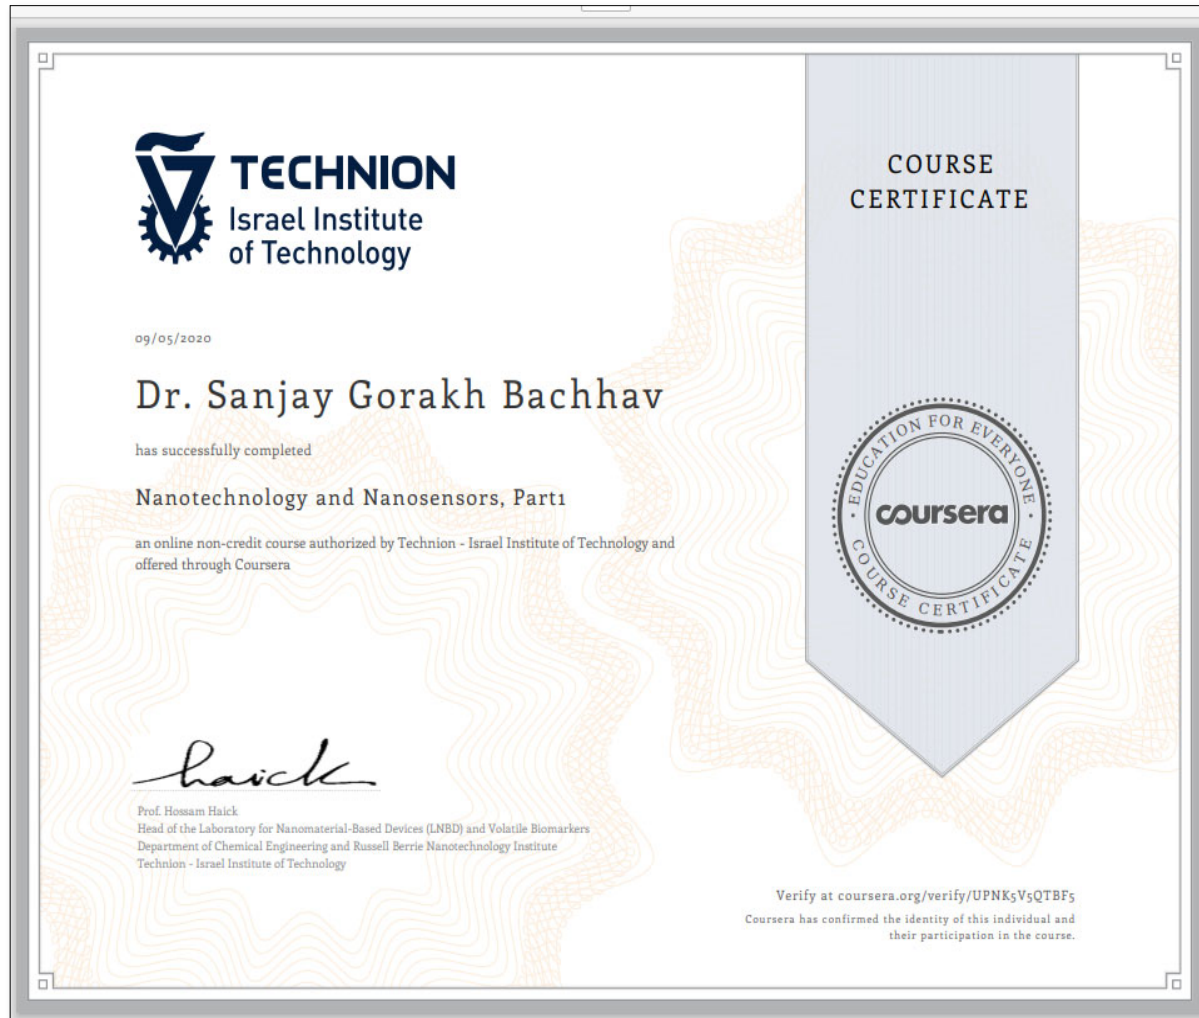 TECHNION
Israel Institute
of Technology
COURSE
CERTIFICATE
09/05/2020
Dr. Sanjay Gorakh Bachhav
has successfully completed
Nanotechnology and Nanosensors, Part1
an online non-credit course authorized by Technion - Israel Institute of Technology and
offered through Coursera
EDUCATION FOR EVERYONE
coursera
COURSE CERTIFICATE
haick
Prof. Hossam Haick
Head of the Laboratory for Nanomaterial-Based Devices (LNBD) and Volatile Biomarkers
Department of Chemical Engineering and Russell Berrie Nanotechnology Institute
Technion - Israel Institute of Technology
Verify at coursera.org/verify/UPNK5V5QTBF5
Coursera has confirmed the identity of this individual and
their participation in the course.